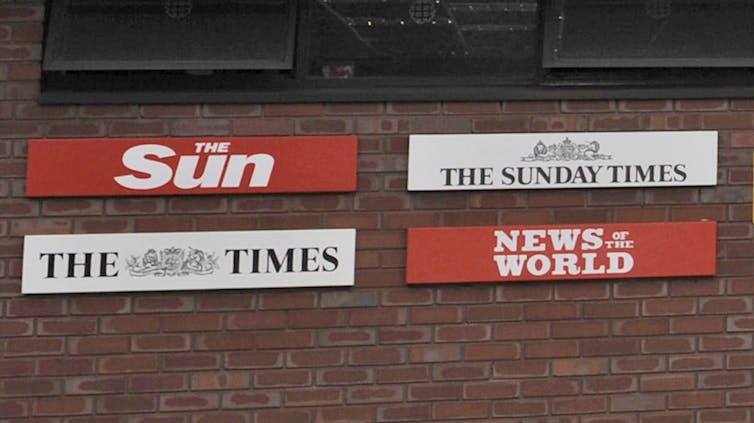 THE
Sun
THE SUNDAY TIMES
THE TIMES
NEWS OF THE
WORLD